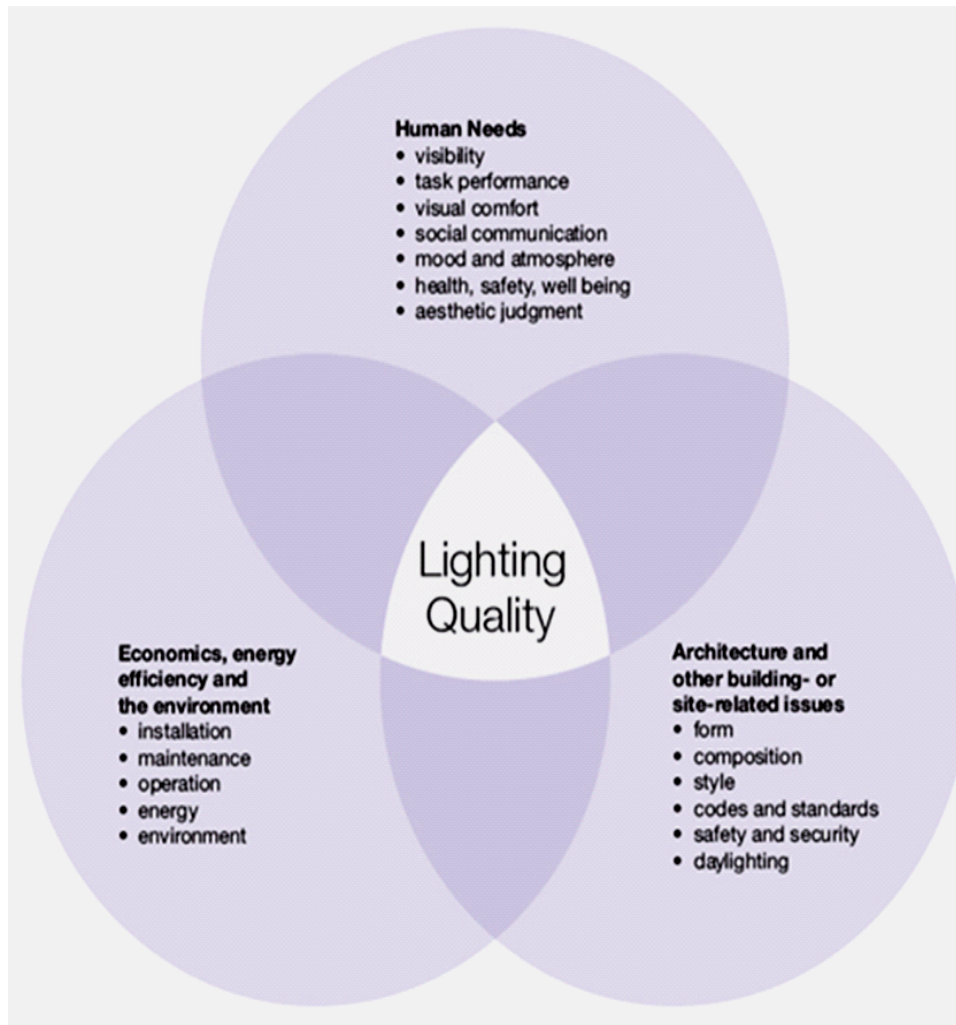 Human Needs
• visibility
• task performance
• visual comfort
• social communication
• mood and atmosphere
• health, safety, well being
• aesthetic judgment
Lighting
Quality
Economics, energy
efficiency and
the environment
• installation
• maintenance
• operation
• energy
• environment
Architecture and
other building- or
site-related issues
• form
• composition
• style
• codes and standards
• safety and security
• daylighting